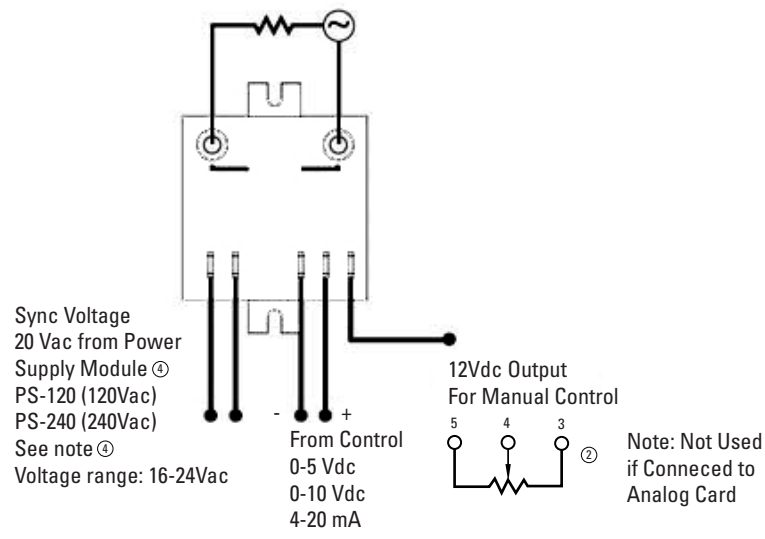 Sync Voltage
20 Vac from Power
Supply Module ④
PS-120 (120Vac)
PS-240 (240Vac)
See note ④
Voltage range: 16-24Vac
- +
From Control
0-5 Vdc
0-10 Vdc
4-20 mA
12Vdc Output
For Manual Control
5 4 3
②
Note: Not Used
if Conneced to
Analog Card